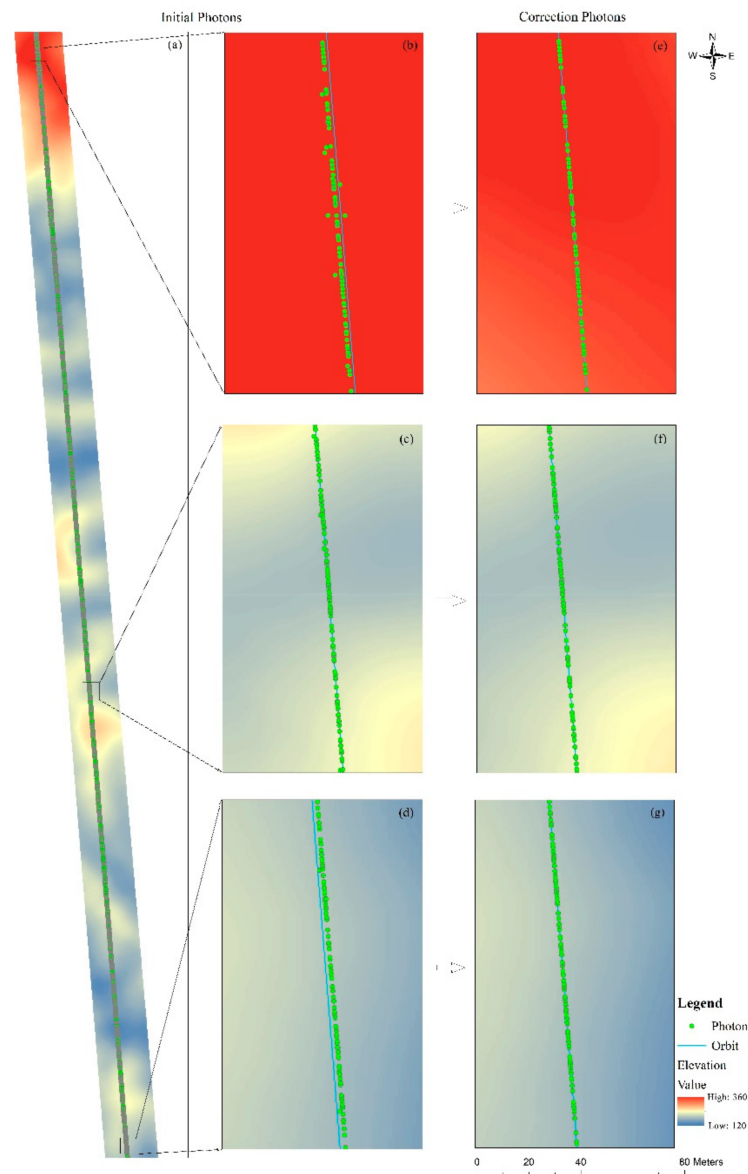 Initial Photons
Correction Photons
(a)
(b)
(e)
N
W
E
S
(c)
(f)
(d)
(g)
Legend
Photon
Orbit
Elevation
Value
High: 360
Low: 120
0 20 40 80 Meters